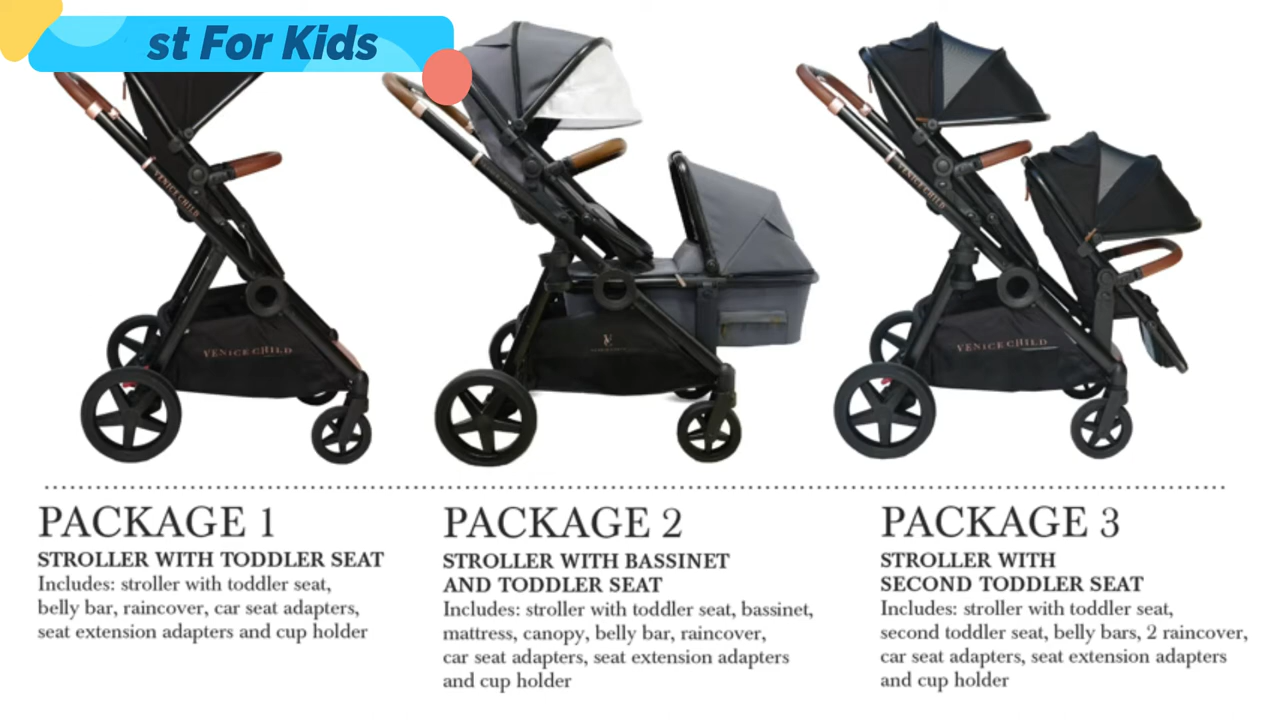 st For Kids
VENICE CHILD
VENICE CHILD
VENICE CHILD
VENICE CHILD
PACKAGE 1
STROLLER WITH TODDLER SEAT
Includes: stroller with toddler seat,
belly bar, raincover, car seat adapters,
seat extension adapters and cup holder
PACKAGE 2
STROLLER WITH BASSINET
AND TODDLER SEAT
Includes: stroller with toddler seat, bassinet,
mattress, canopy, belly bar, raincover,
car seat adapters, seat extension adapters
and cup holder
PACKAGE 3
STROLLER WITH
SECOND TODDLER SEAT
Includes: stroller with toddler seat,
second toddler seat, belly bars, 2 raincover,
car seat adapters, seat extension adapters
and cup holder